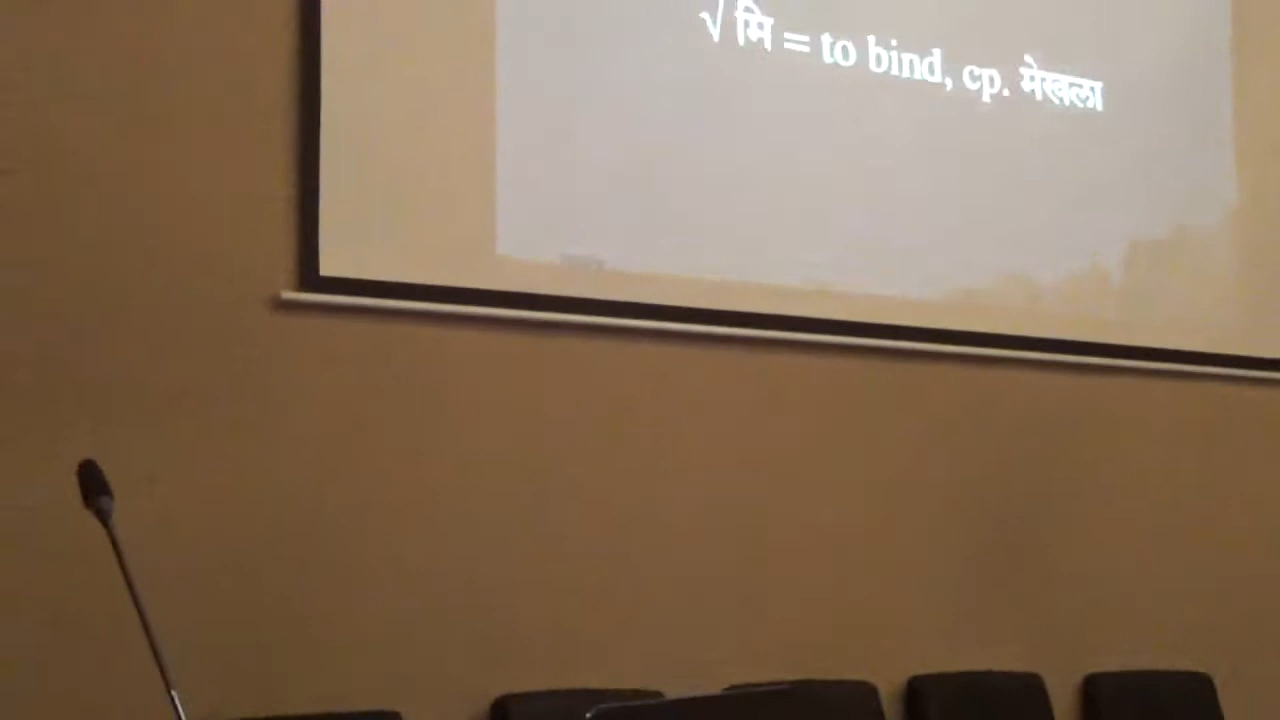 √ मि = to bind, cp. मेखला